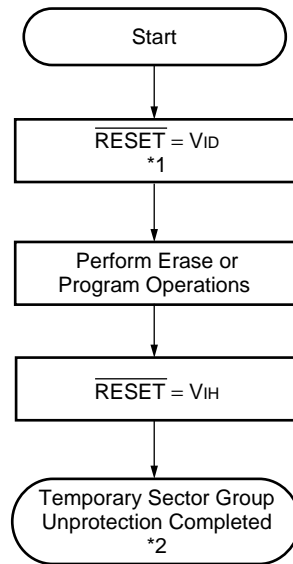 Start
RESET = VID
*1
Perform Erase or
Program Operations
RESET = VIH
Temporary Sector Group
Unprotection Completed
*2